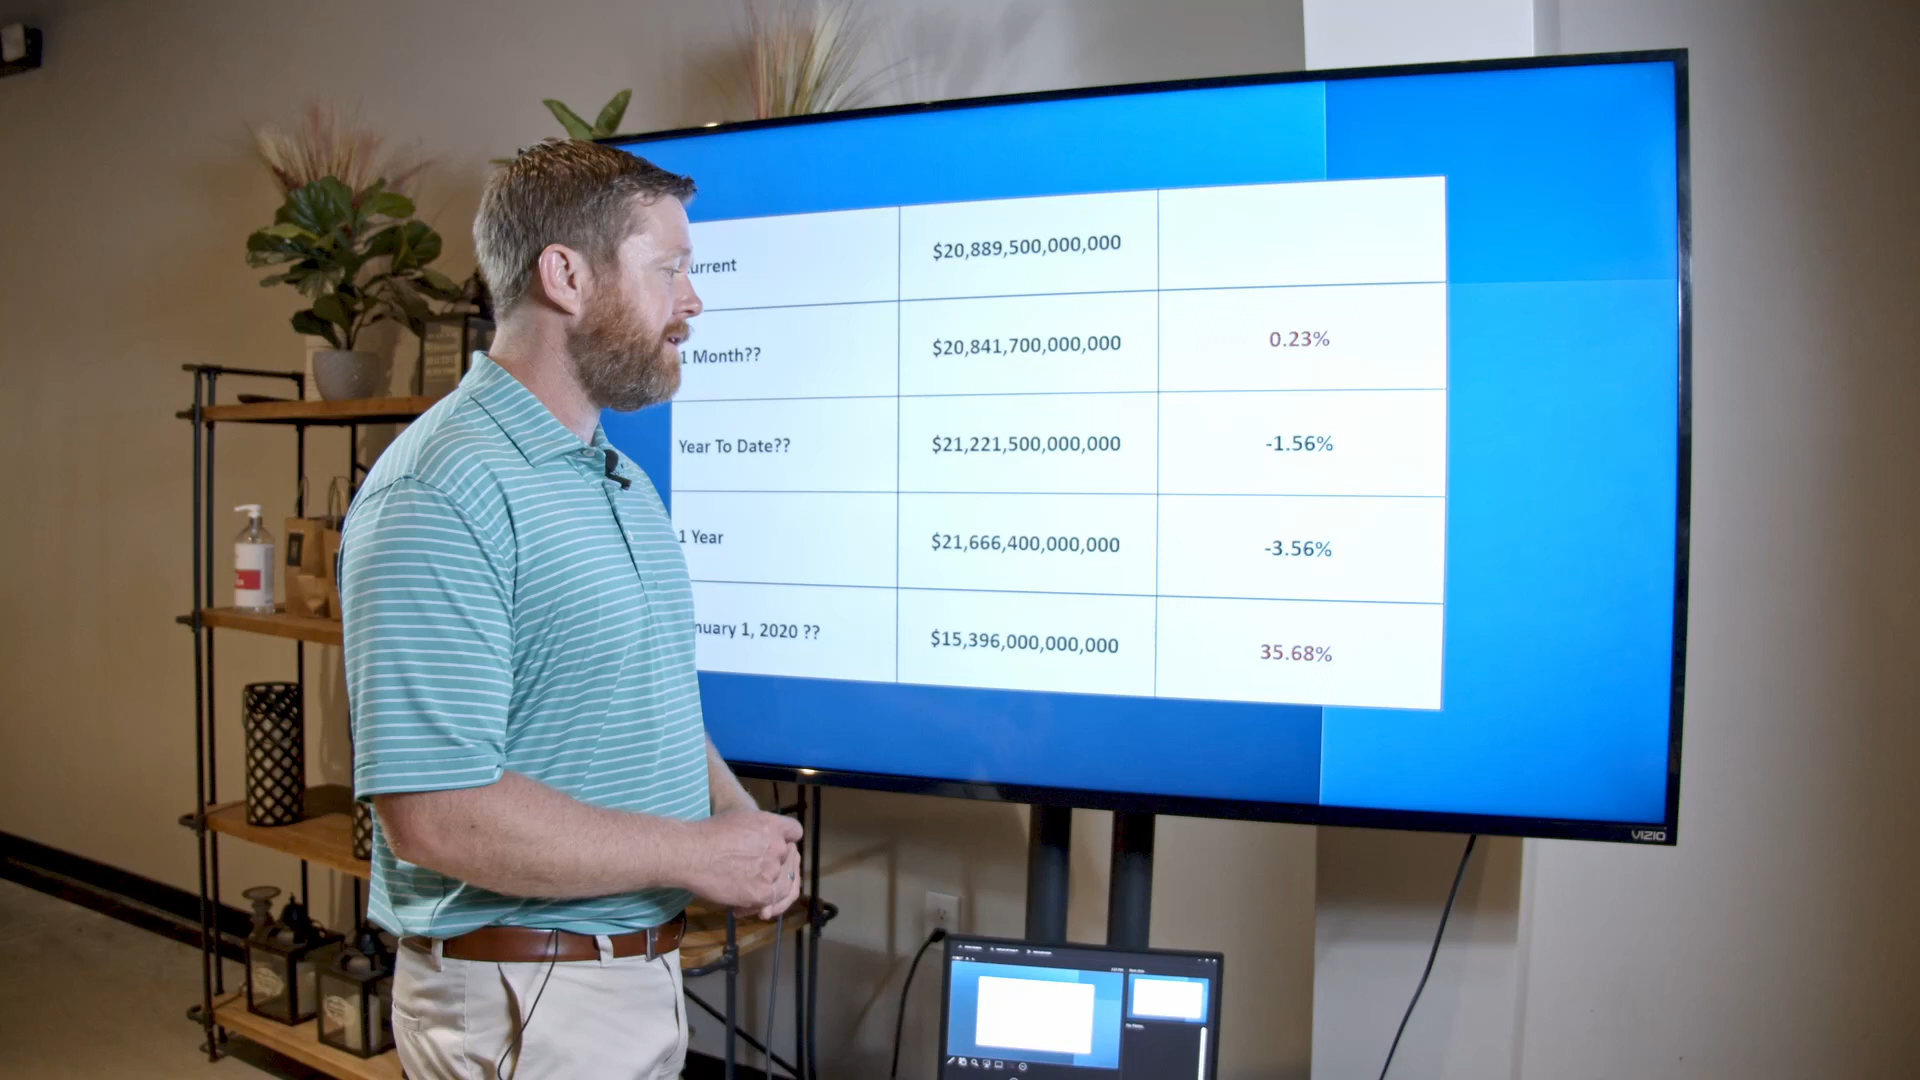 urrent $20,889,500,000,000
1 Month?? $20,841,700,000,000 0.23%
Year To Date?? $21,221,500,000,000 -1.56%
1 Year $21,666,400,000,000 -3.56%
nuary 1, 2020 ?? $15,396,000,000,000 35.68%
VIZIO